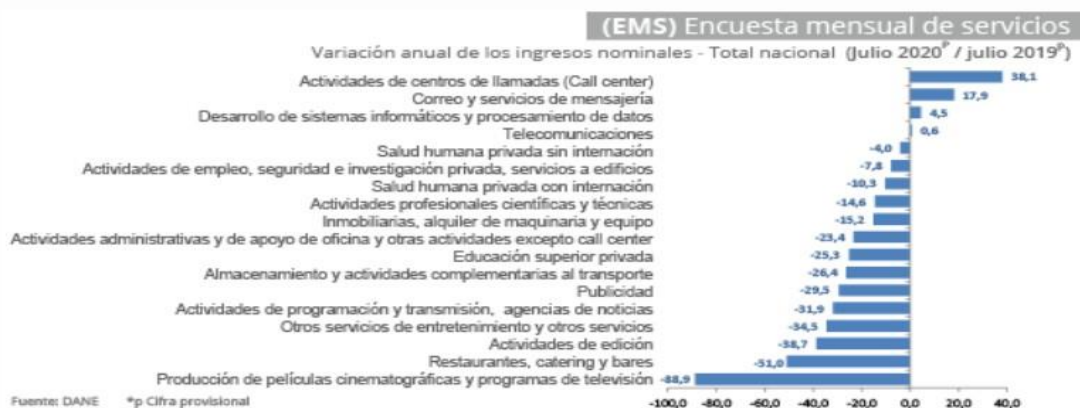 (EMS) Encuesta mensual de servicios
Variación anual de los ingresos nominales - Total nacional (Julio 2020ᵖ / julio 2019ᵖ)
Actividades de centros de llamadas (Call center) 38,1
Correo y servicios de mensajería 17,9
Desarrollo de sistemas informáticos y procesamiento de datos 4,5
Telecomunicaciones 0,6
Salud humana privada sin internación -4,0
Actividades de empleo, seguridad e investigación privada, servicios a edificios -7,8
Salud humana privada con internación -10,3
Actividades profesionales científicas y técnicas -14,6
Inmobiliarias, alquiler de maquinaria y equipo -15,2
Actividades administrativas y de apoyo de oficina y otras actividades excepto call center -23,4
Educación superior privada -25,3
Almacenamiento y actividades complementarias al transporte -26,4
Publicidad -29,5
Actividades de programación y transmisión, agencias de noticias -31,9
Otros servicios de entretenimiento y otros servicios -34,5
Actividades de edición -38,7
Restaurantes, catering y bares -51,0
Producción de películas cinematográficas y programas de televisión -88,9
-100,0 -80,0 -60,0 -40,0 -20,0 0,0 20,0 40,0
Fuente: DANE *p Cifra provisional